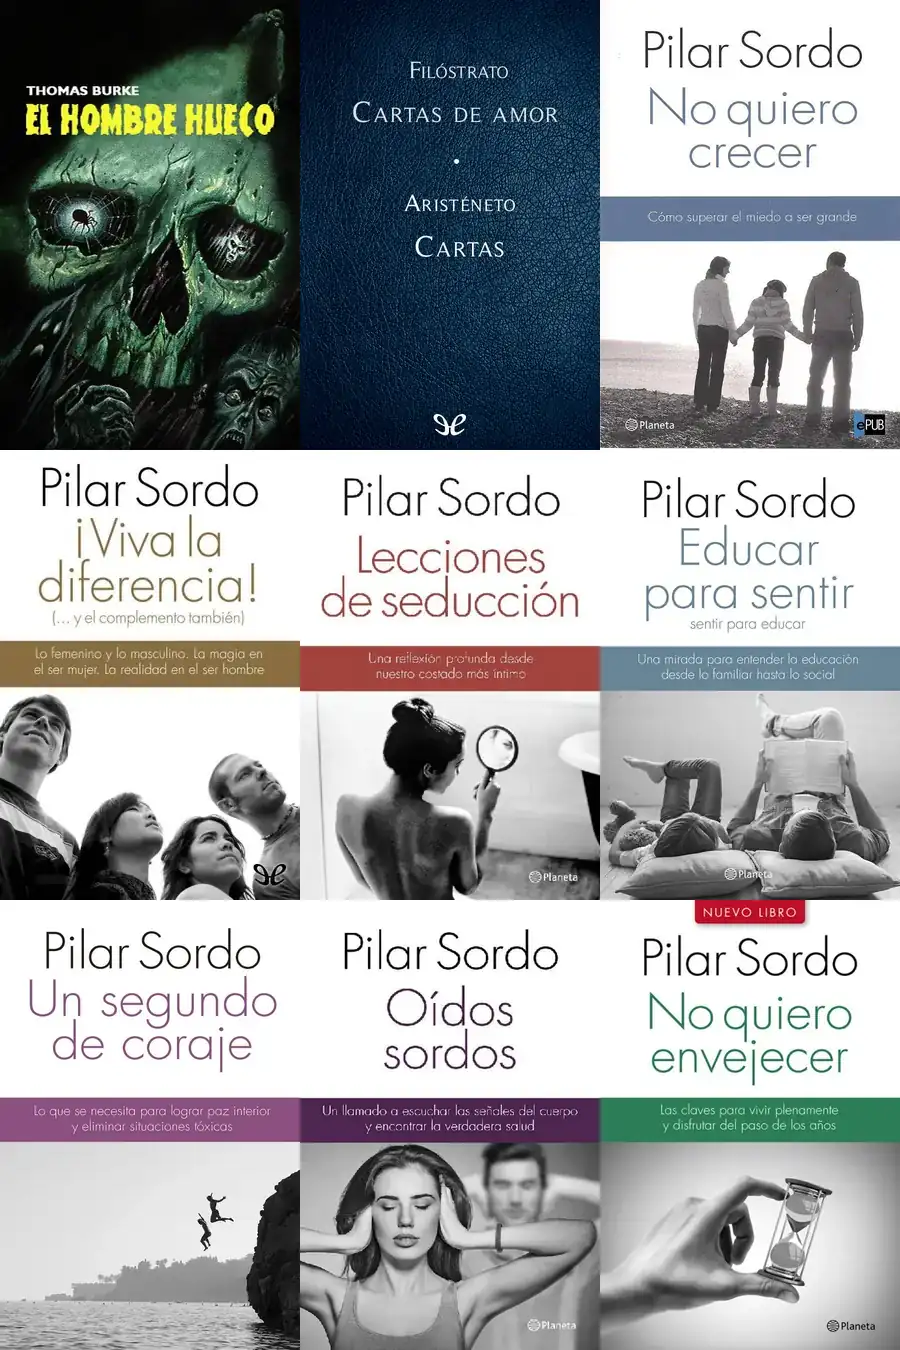 THOMAS BURKE
EL HOMBRE HUECO
FILÓSTRATO
CARTAS DE AMOR
•
ARISTÉNETO
CARTAS
Pilar Sordo
No quiero
crecer
Cómo superar el miedo a ser grande
Planeta
ePUB
Pilar Sordo
¡Viva la
diferencia!
(... y el complemento también)
Lo femenino y lo masculino. La magia en
el ser mujer. La realidad en el ser hombre
Pilar Sordo
Lecciones
de seducción
Una reflexión profunda desde
nuestro costado más íntimo
Planeta
Pilar Sordo
Educar
para sentir
sentir para educar
Una mirada para entender la educación
desde lo familiar hasta lo social
Planeta
Pilar Sordo
Un segundo
de coraje
Lo que se necesita para lograr paz interior
y eliminar situaciones tóxicas
Pilar Sordo
Oídos
sordos
Un llamado a escuchar las señales del cuerpo
y encontrar la verdadera salud
Planeta
NUEVO LIBRO
Pilar Sordo
No quiero
envejecer
Las claves para vivir plenamente
y disfrutar del paso de los años
Planeta